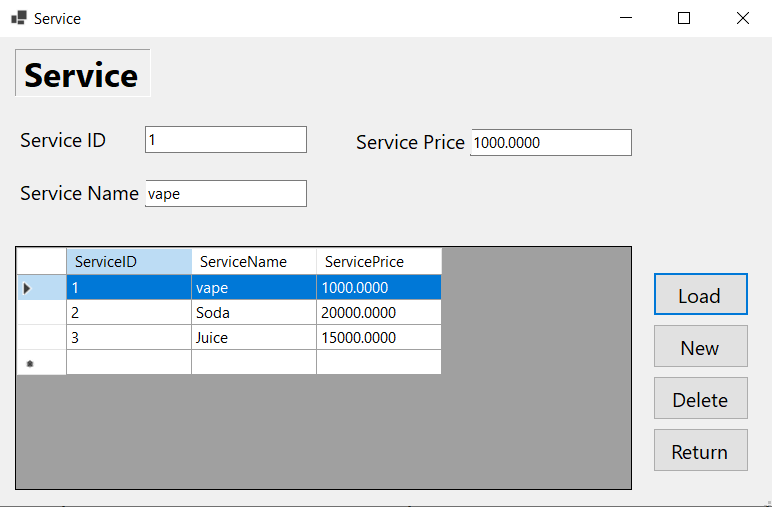 Service
Service
Service ID 1
Service Price 1000.0000
Service Name vape
ServiceID ServiceName ServicePrice
1 vape 1000.0000
2 Soda 20000.0000
3 Juice 15000.0000
Load
New
Delete
Return